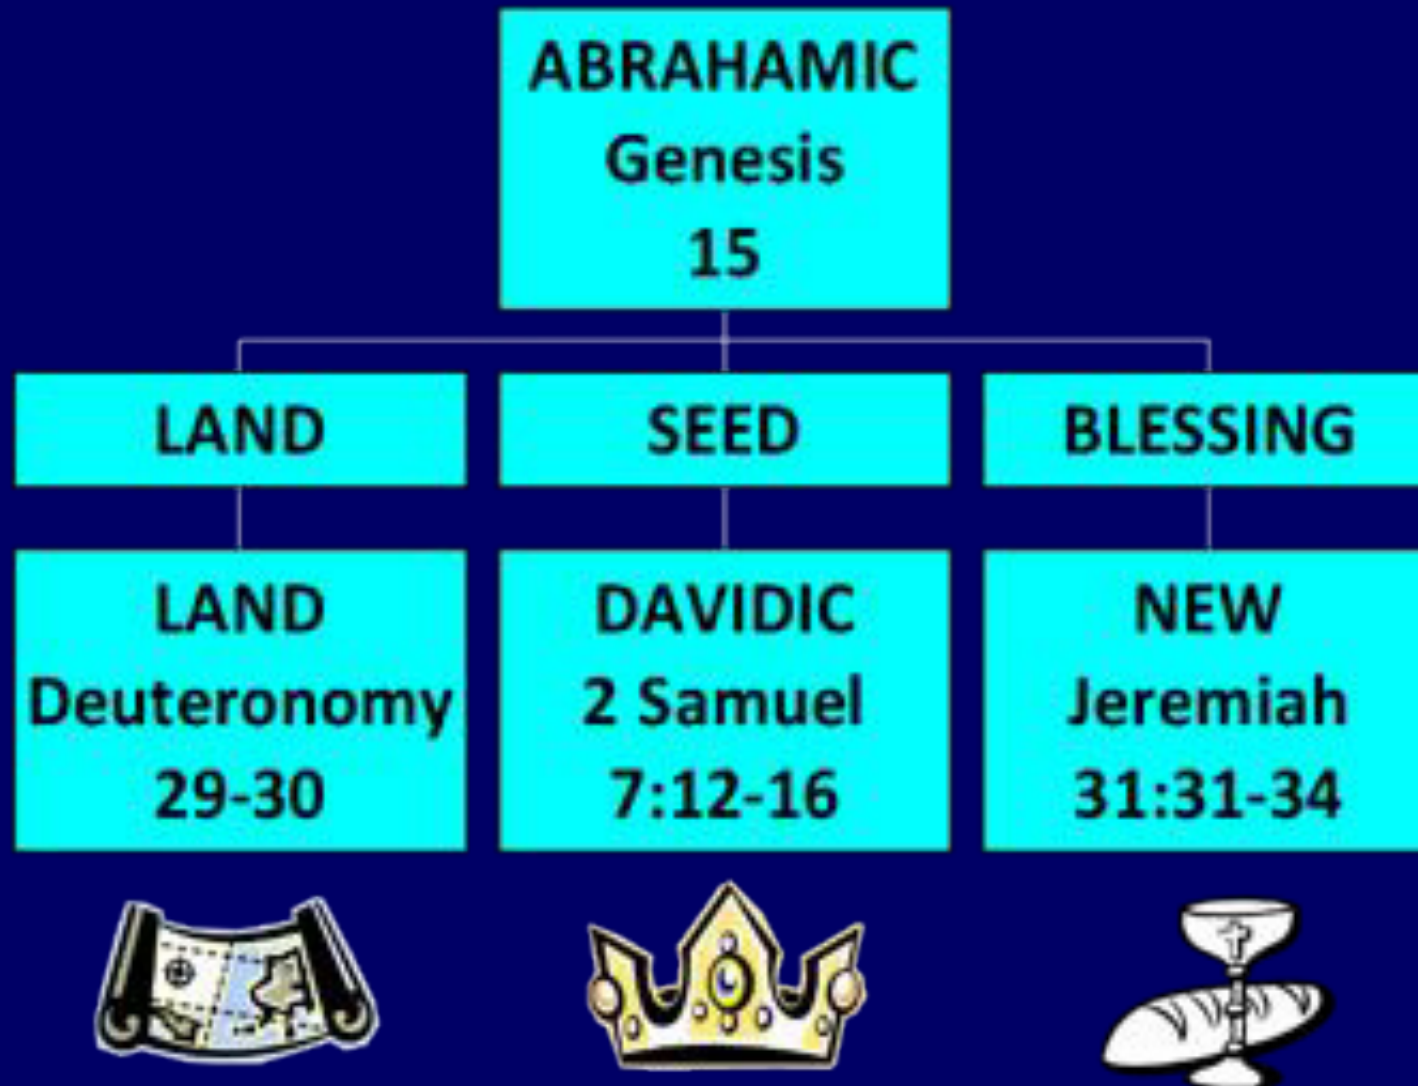 ABRAHAMIC
Genesis
15
LAND
SEED
BLESSING
LAND
Deuteronomy
29-30
DAVIDIC
2 Samuel
7:12-16
NEW
Jeremiah
31:31-34